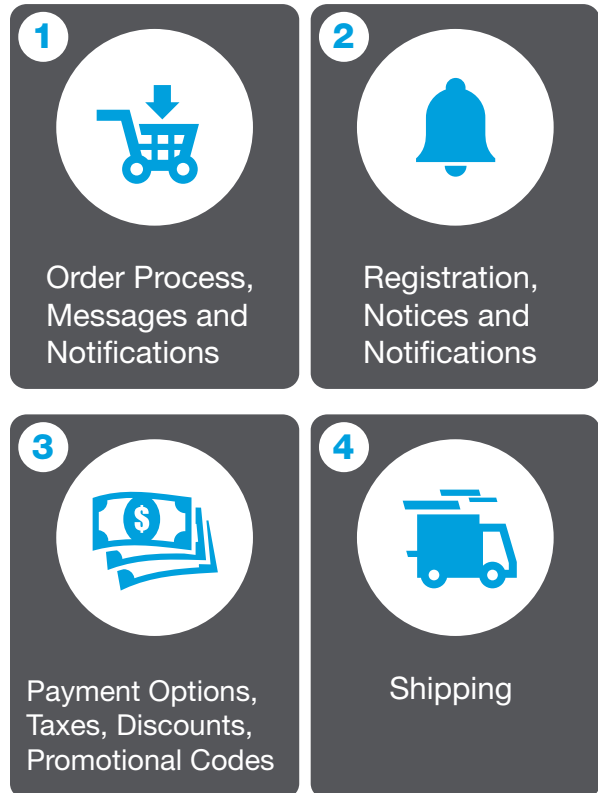 1
Order Process,
Messages and
Notifications
2
Registration,
Notices and
Notifications
3
$
Payment Options,
Taxes, Discounts,
Promotional Codes
4
Shipping